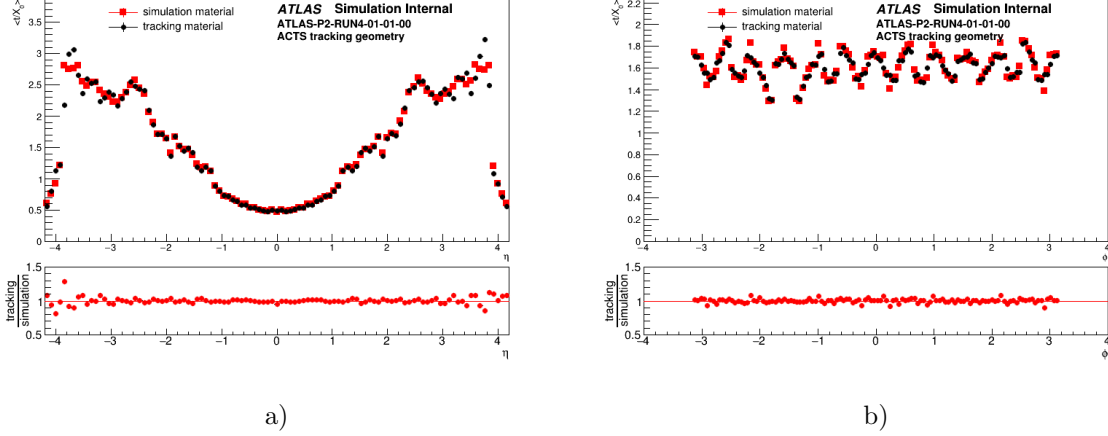 <t/X₀>
simulation material
tracking material
ATLAS Simulation Internal
ATLAS-P2-RUN4-01-01-00
ACTS tracking geometry
3.5
3
2.5
2
1.5
1
0.5
0
−4 −3 −2 −1 0 1 2 3 4
η
tracking
simulation
1.5
1
0.5
−4 −3 −2 −1 0 1 2 3 4
η
a)
<t/X₀>
simulation material
tracking material
ATLAS Simulation Internal
ATLAS-P2-RUN4-01-01-00
ACTS tracking geometry
2.2
2
1.8
1.6
1.4
1.2
1
0.8
0.6
0.4
0.2
0
−4 −3 −2 −1 0 1 2 3 4
ϕ
tracking
simulation
1.5
1
0.5
−4 −3 −2 −1 0 1 2 3 4
ϕ
b)